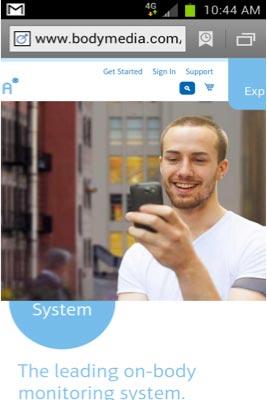 4G 10:44 AM
www.bodymedia.com,
Get Started Sign In Support
A® Exp
System
The leading on-body
monitoring system.